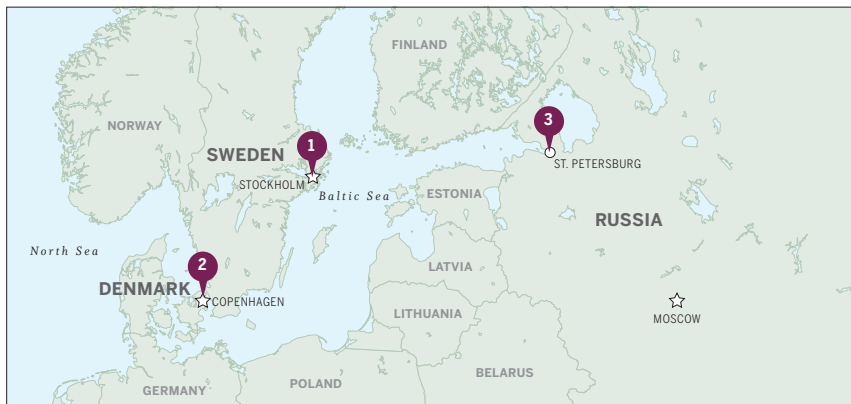 FINLAND
NORWAY
3
1
SWEDEN
ST. PETERSBURG
STOCKHOLM
Baltic Sea
ESTONIA
RUSSIA
North Sea
2
LATVIA
DENMARK
COPENHAGEN
LITHUANIA
MOSCOW
BELARUS
POLAND
GERMANY